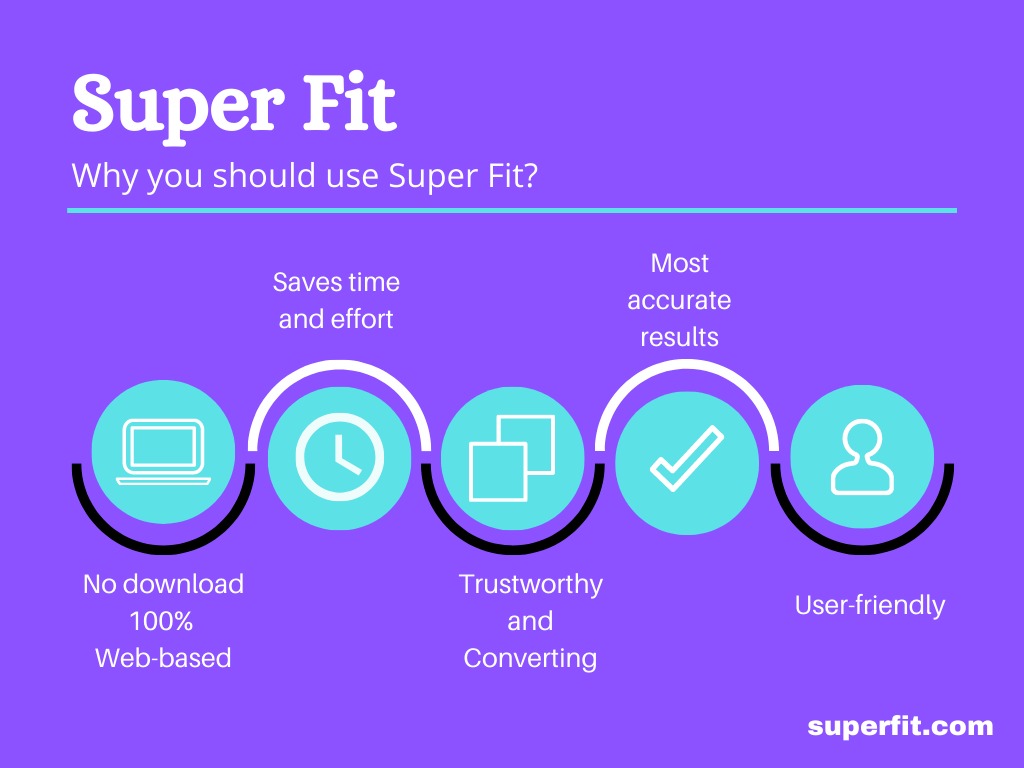 Super Fit
Why you should use Super Fit?
Saves time
and effort
Most
accurate
results
No download
100%
Web-based
Trustworthy
and
Converting
User-friendly
superfit.com